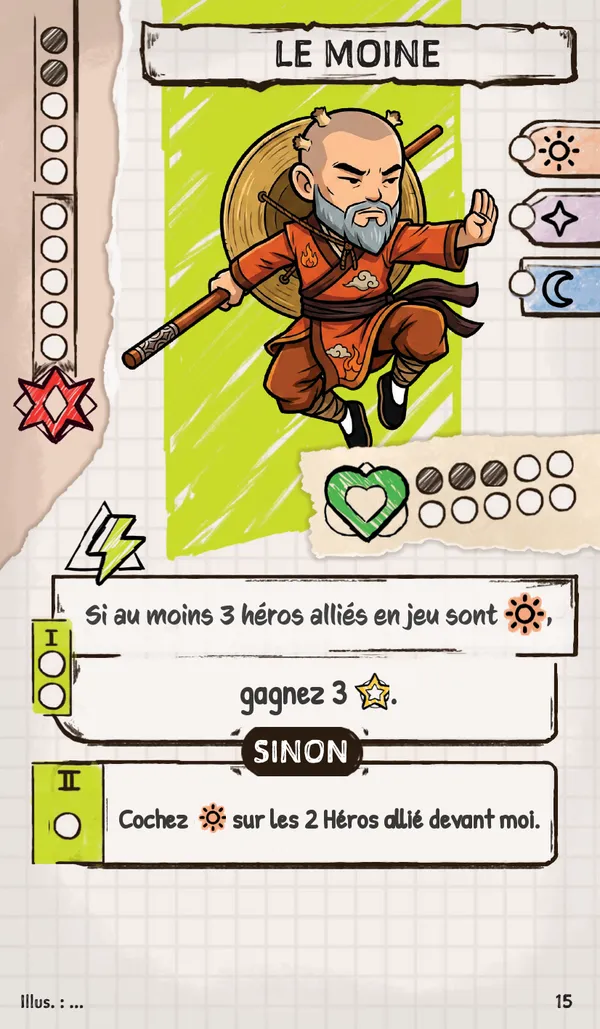 LE MOINE
Si au moins 3 héros alliés en jeu sont ,
I
gagnez 3 .
SINON
II
Cochez sur les 2 Héros allié devant moi.
Illus. : ...
15